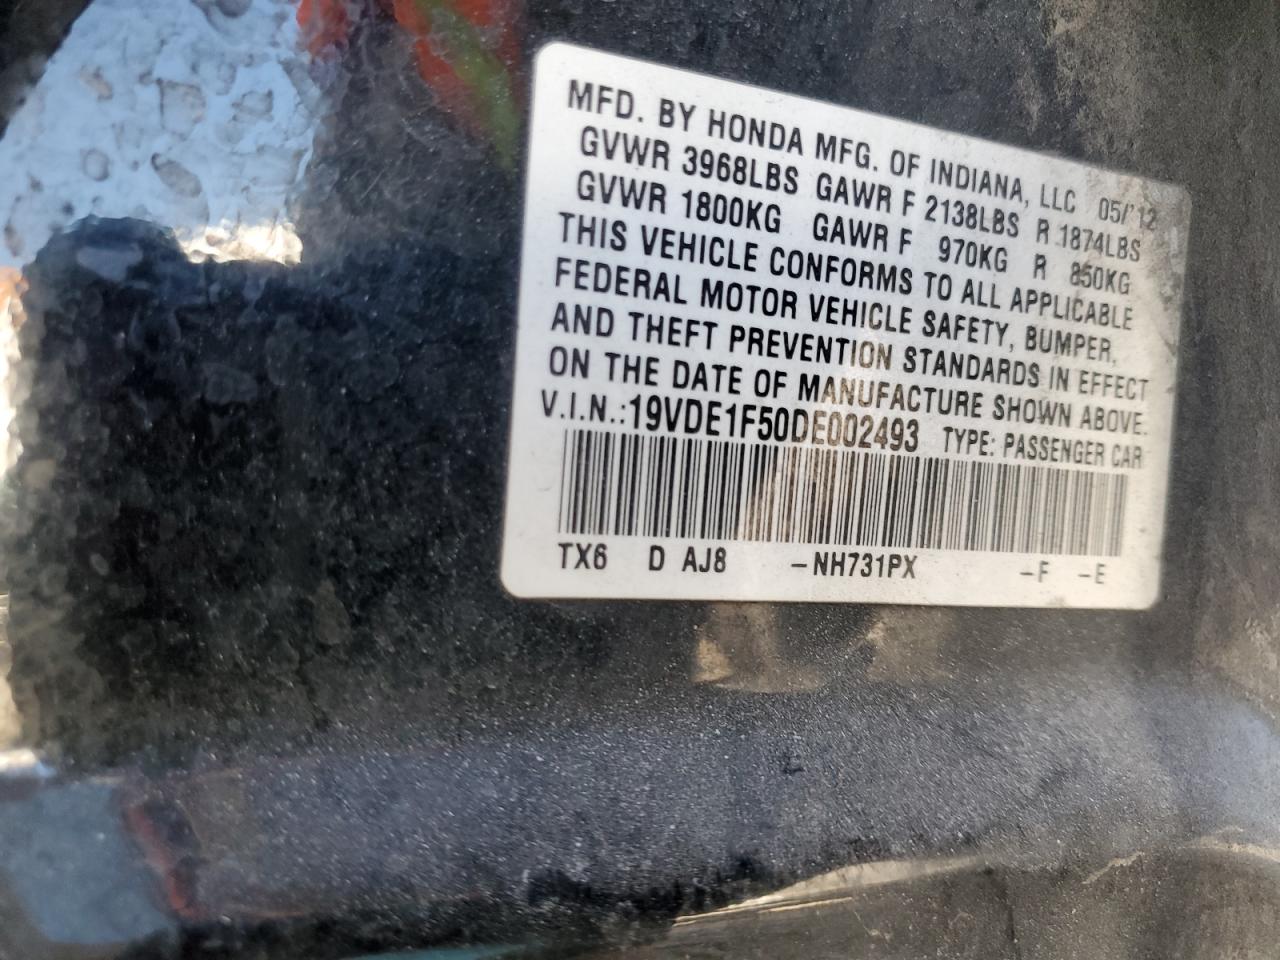 MFD. BY HONDA MFG. OF INDIANA, LLC 05/'12
GVWR 3968LBS GAWR F 2138LBS R 1874LBS
GVWR 1800KG GAWR F 970KG R 850KG
THIS VEHICLE CONFORMS TO ALL APPLICABLE
FEDERAL MOTOR VEHICLE SAFETY, BUMPER,
AND THEFT PREVENTION STANDARDS IN EFFECT
ON THE DATE OF MANUFACTURE SHOWN ABOVE.
V.I.N.:19VDE1F50DE002493 TYPE: PASSENGER CAR
TX6 D AJ8 -NH731PX -F -E